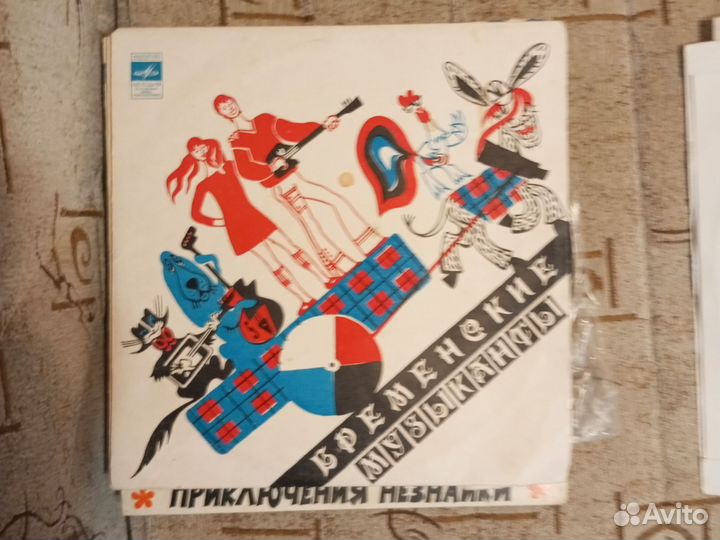 БРЕМЕНСКИЕ
МУЗЫКАНТЫ
ПРИКЛЮЧЕНИЯ НЕЗНАЙКИ
Avito